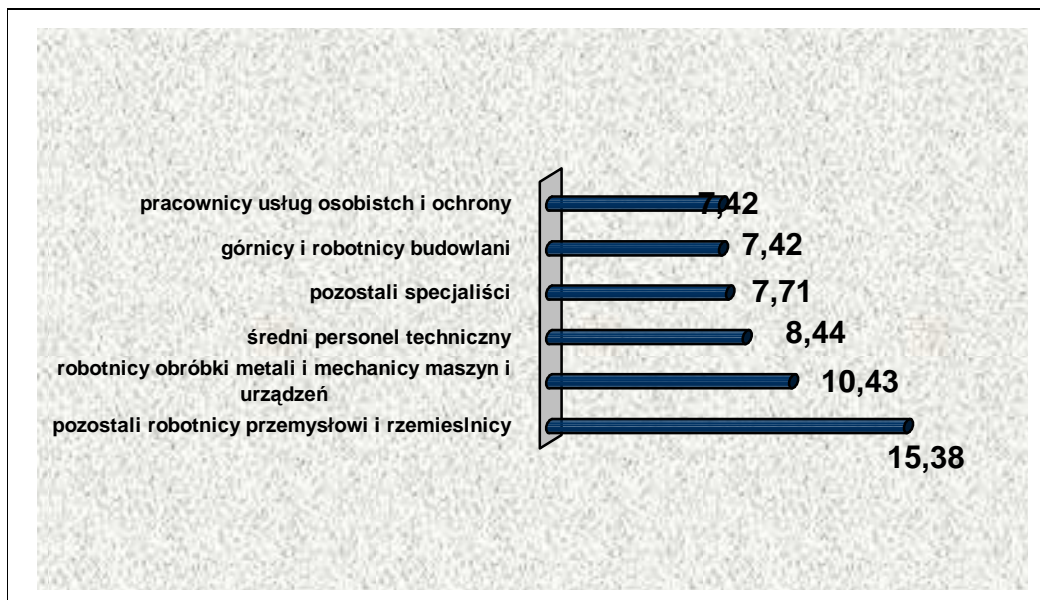 pracownicy usług osobistch i ochrony
7,42
górnicy i robotnicy budowlani
7,42
pozostali specjaliści
7,71
średni personel techniczny
8,44
robotnicy obróbki metali i mechanicy maszyn i
urządzeń
10,43
pozostali robotnicy przemysłowi i rzemieslnicy
15,38